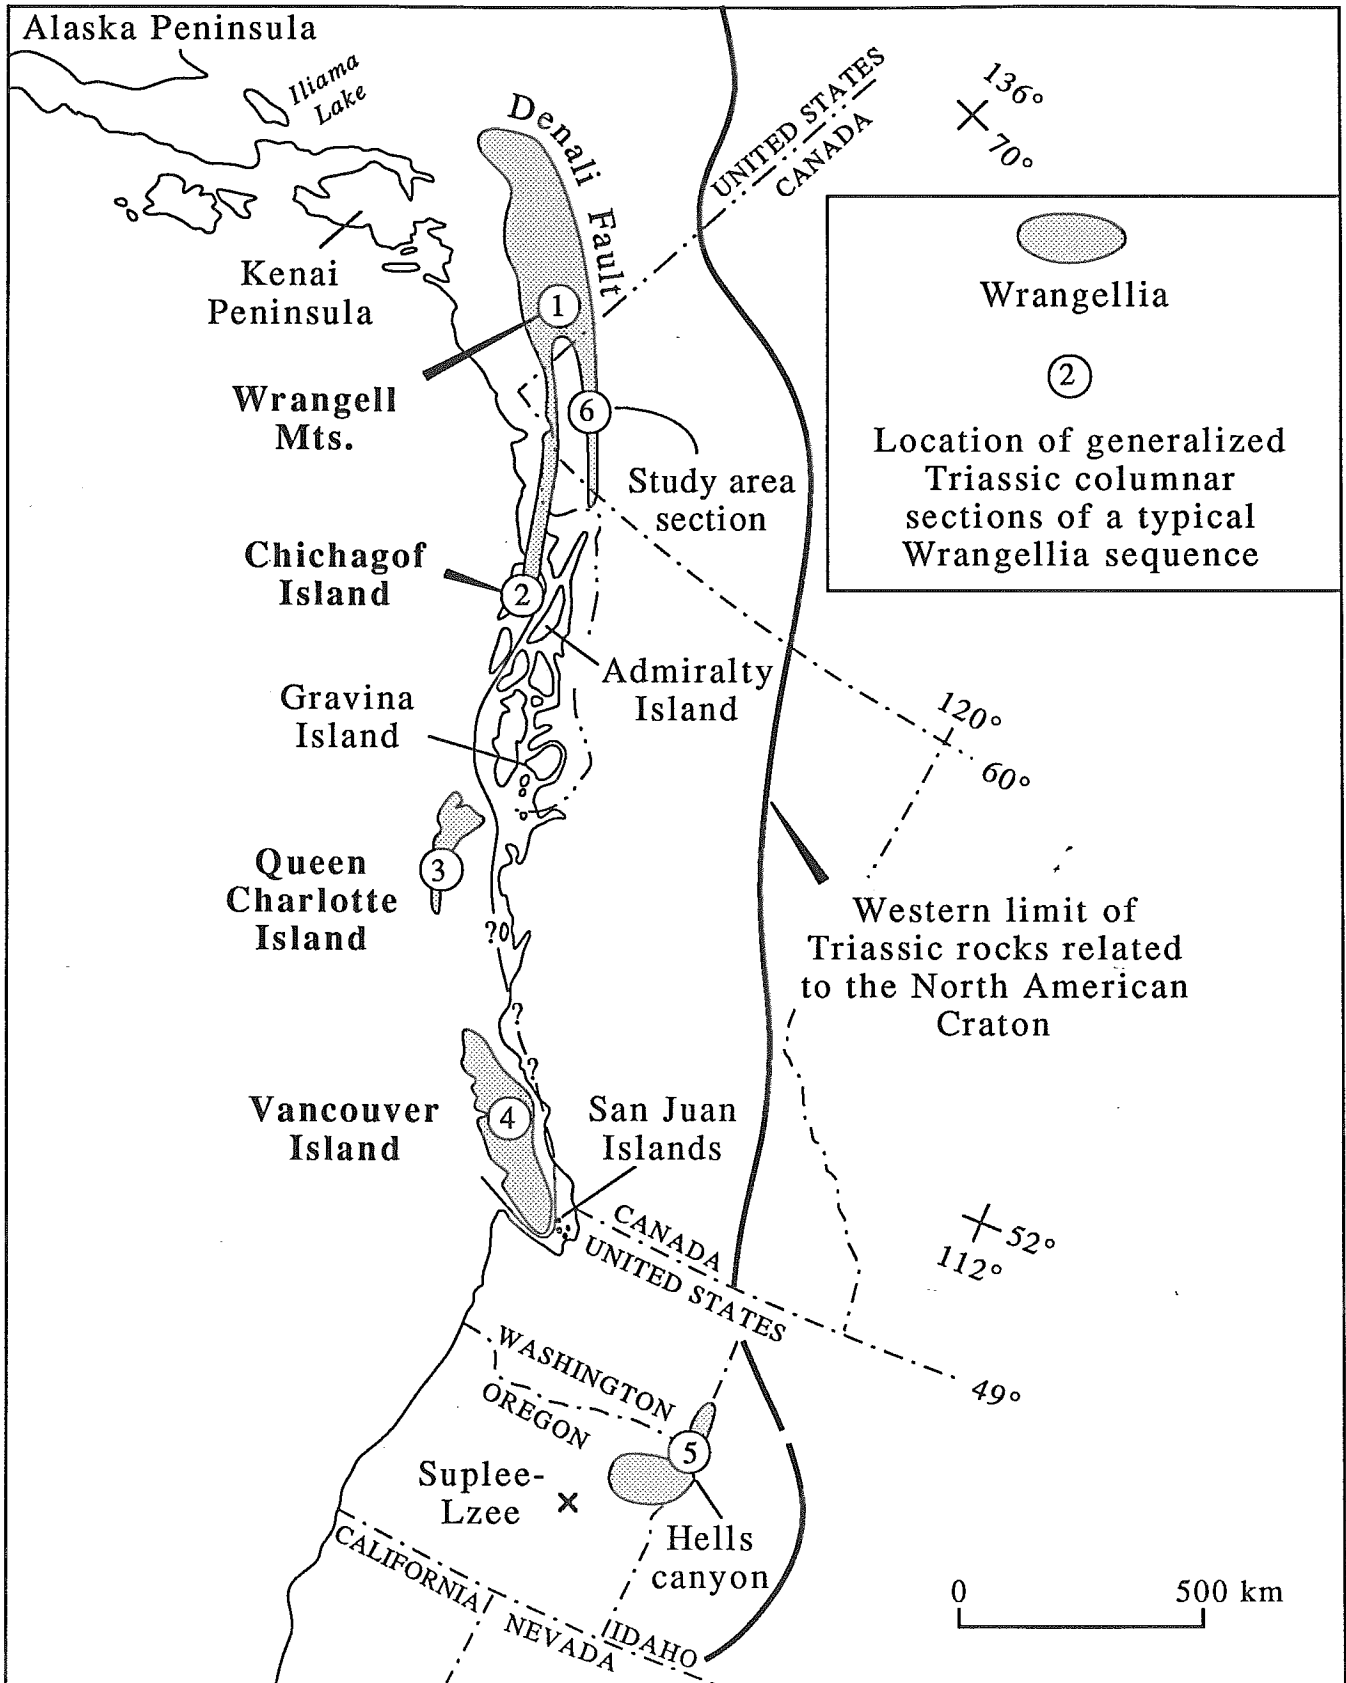 Alaska Peninsula
Iliama
Lake
Denali Fault
UNITED STATES
CANADA
136°
70°
Kenai
Peninsula
1
Wrangell
Mts.
6
Study area
section
Wrangellia
2
Location of generalized
Triassic columnar
sections of a typical
Wrangellia sequence
Chichagof
Island
2
Admiralty
Island
Gravina
Island
120°
60°
Queen
Charlotte
Island
3
?
?
?
Western limit of
Triassic rocks related
to the North American
Craton
Vancouver
Island
4
San Juan
Islands
CANADA
UNITED STATES
52°
112°
49°
WASHINGTON
OREGON
5
Suplee-
Lzee
Hells
canyon
CALIFORNIA
NEVADA
IDAHO
0 500 km